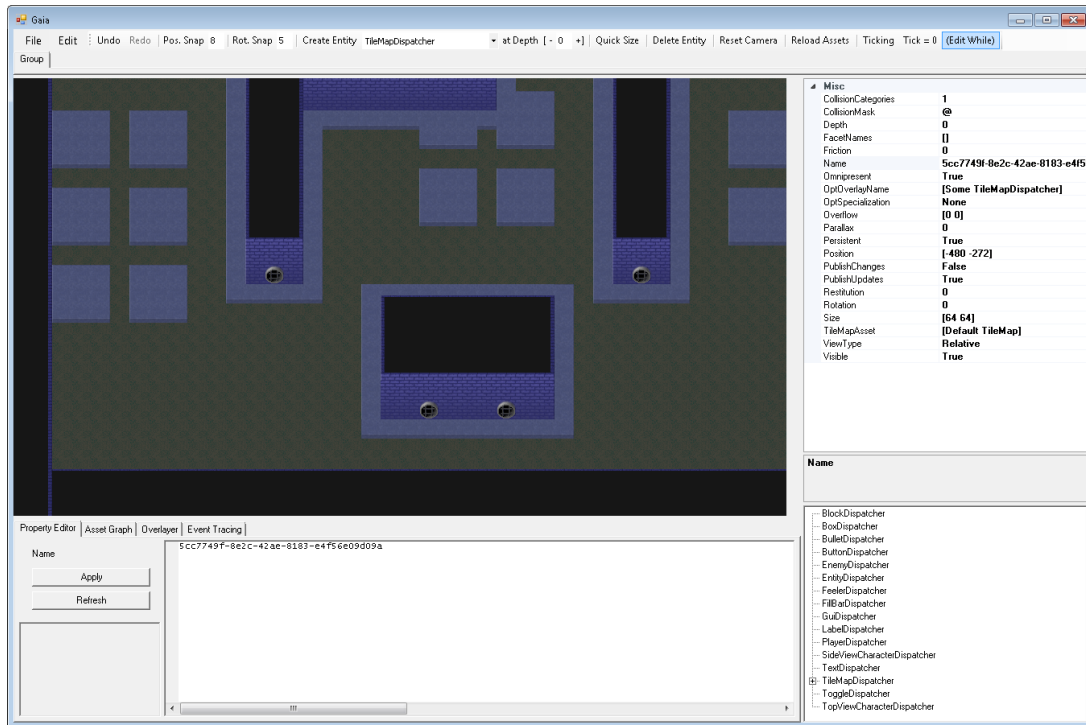 Gaia
File Edit Undo Redo Pos. Snap 8 Rot. Snap 5 Create Entity TileMapDispatcher at Depth [ - 0 +] Quick Size Delete Entity Reset Camera Reload Assets Ticking Tick = 0 (Edit While)
Group
Misc
CollisionCategories 1
CollisionMask @
Depth 0
FacetNames []
Friction 0
Name 5cc7749f-8e2c-42ae-8183-e4f5
Omnipresent True
OptOverlayName [Some TileMapDispatcher]
OptSpecialization None
Overflow [0 0]
Parallax 0
Persistent True
Position [-480 -272]
PublishChanges False
PublishUpdates True
Restitution 0
Rotation 0
Size [64 64]
TileMapAsset [Default TileMap]
ViewType Relative
Visible True
Name
Property Editor Asset Graph Overlayer Event Tracing
Name
Apply
Refresh
5cc7749f-8e2c-42ae-8183-e4f56e09d09a
BlockDispatcher
BoxDispatcher
BulletDispatcher
ButtonDispatcher
EnemyDispatcher
EntityDispatcher
FeelerDispatcher
FillBarDispatcher
GuiDispatcher
LabelDispatcher
PlayerDispatcher
SideViewCharacterDispatcher
TextDispatcher
TileMapDispatcher
ToggleDispatcher
TopViewCharacterDispatcher